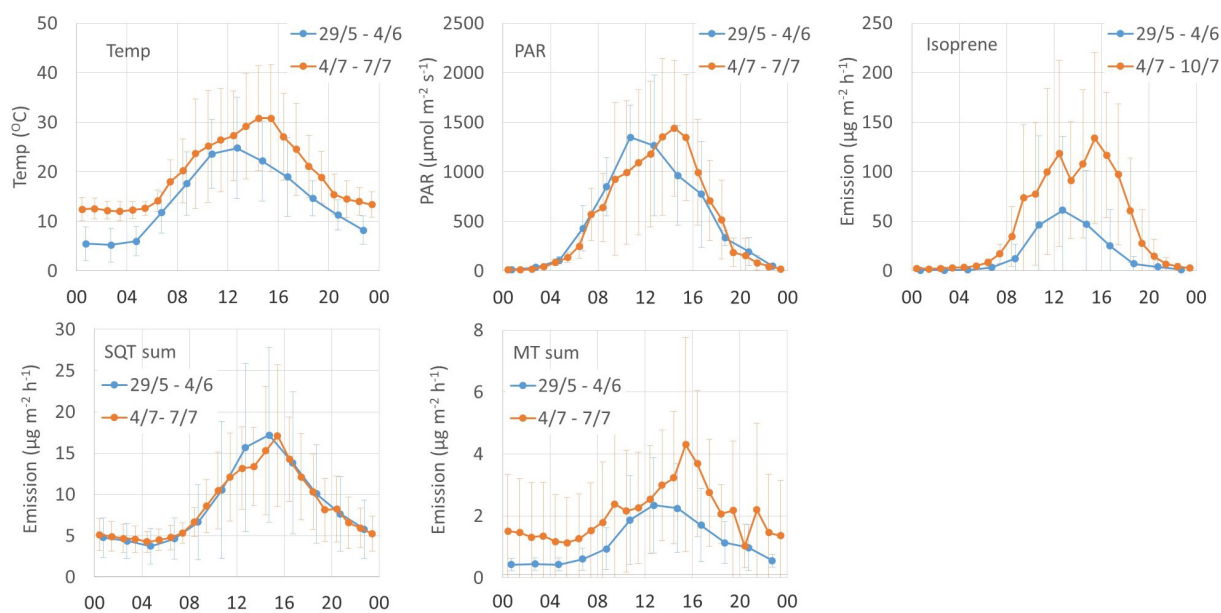 Temp
29/5 - 4/6
4/7 - 7/7
Temp (⁰C)
50
40
30
20
10
0
00 04 08 12 16 20 00
PAR
29/5 - 4/6
4/7 - 7/7
PAR (µmol m⁻² s⁻¹)
2500
2000
1500
1000
500
0
00 04 08 12 16 20 00
Isoprene
29/5 - 4/6
4/7 - 10/7
Emission (µg m⁻² h⁻¹)
250
200
150
100
50
0
00 04 08 12 16 20 00
SQT sum
29/5 - 4/6
4/7- 7/7
Emission (µg m⁻² h⁻¹)
30
25
20
15
10
5
0
00 04 08 12 16 20 00
MT sum
29/5 - 4/6
4/7 - 7/7
Emission (µg m⁻² h⁻¹)
8
6
4
2
0
00 04 08 12 16 20 00